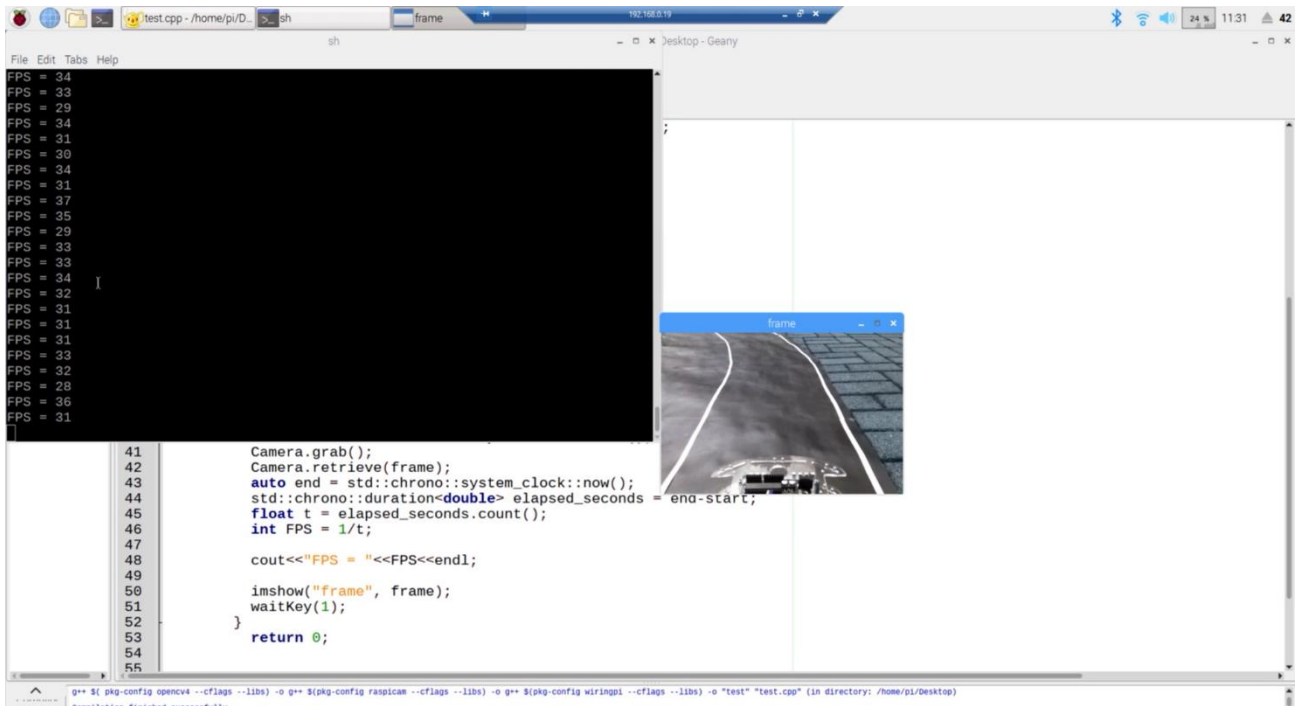 test.cpp - /home/pi/D...
sh
frame
192.168.0.19
24 %
11:31
42
sh
Desktop - Geany
File Edit Tabs Help
FPS = 34
FPS = 33
FPS = 29
FPS = 34
FPS = 31
FPS = 30
FPS = 34
FPS = 31
FPS = 37
FPS = 35
FPS = 29
FPS = 33
FPS = 33
FPS = 34
FPS = 32
FPS = 31
FPS = 31
FPS = 31
FPS = 33
FPS = 32
FPS = 28
FPS = 36
FPS = 31
;
frame
41 Camera.grab();
42 Camera.retrieve(frame);
43 auto end = std::chrono::system_clock::now();
44 std::chrono::duration<double> elapsed_seconds = end-start;
45 float t = elapsed_seconds.count();
46 int FPS = 1/t;
47
48 cout<<"FPS = "<<FPS<<endl;
49
50 imshow("frame", frame);
51 waitKey(1);
52 }
53 return 0;
54
55
g++ $( pkg-config opencv4 --cflags --libs) -o g++ $(pkg-config raspicam --cflags --libs) -o g++ $(pkg-config wiringpi --cflags --libs) -o "test" "test.cpp" (in directory: /home/pi/Desktop)
Compilation finished successfully.